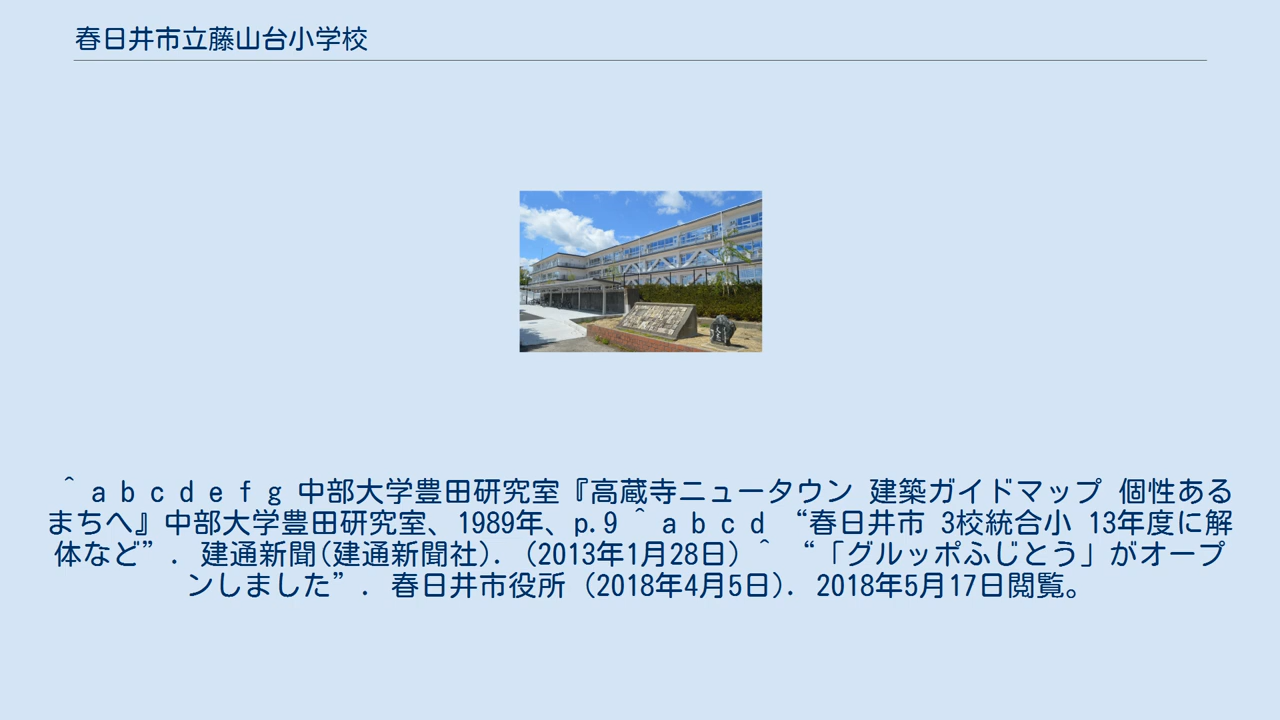 春日井市立藤山台小学校
^ a b c d e f g 中部大学豊田研究室『高蔵寺ニュータウン 建築ガイドマップ 個性ある
まちへ』中部大学豊田研究室、1989年、p.9 ^ a b c d “春日井市 3校統合小 13年度に解
体など”. 建通新聞(建通新聞社). (2013年1月28日) ^ “「グルッポふじとう」がオープ
ンしました”. 春日井市役所 (2018年4月5日). 2018年5月17日閲覧。